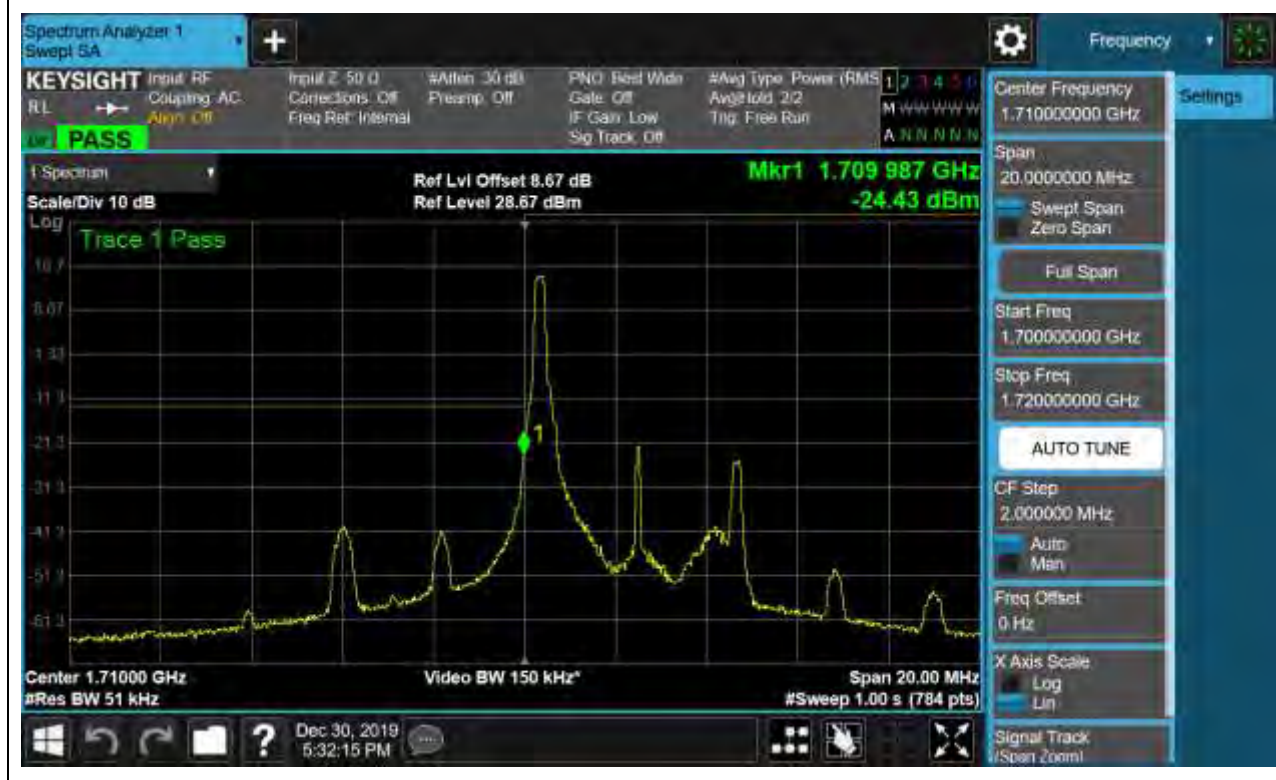 Spectrum Analyzer 1
Swept SA
+
Frequency
KEYSIGHT
RL
Input: RF
Coupling: AC
Align: Off
Input Z: 50 Ω
Corrections: Off
Freq Ref: Internal
#Atten: 30 dB
Preamp: Off
PNO: Best Wide
Gate: Off
IF Gain: Low
Sig Track: Off
#Avg Type: Power (RMS
Avg|Hold: 2/2
Trig: Free Run
1 2 3 4 5 6
M W W W W W
A N N N N N
PASS
1 Spectrum
Scale/Div 10 dB
Ref Lvl Offset 8.67 dB
Ref Level 28.67 dBm
Mkr1 1.709 987 GHz
-24.43 dBm
Log
Trace 1 Pass
18.7
8.67
-1.33
-11.3
-21.3
-31.3
-41.3
-51.3
-61.3
1
Center 1.71000 GHz
#Res BW 51 kHz
Video BW 150 kHz*
Span 20.00 MHz
#Sweep 1.00 s (784 pts)
Center Frequency
1.710000000 GHz
Settings
Span
20.0000000 MHz
Swept Span
Zero Span
Full Span
Start Freq
1.700000000 GHz
Stop Freq
1.720000000 GHz
AUTO TUNE
CF Step
2.000000 MHz
Auto
Man
Freq Offset
0 Hz
X Axis Scale
Log
Lin
Signal Track
(Span Zoom)
?
Dec 30, 2019
5:32:15 PM